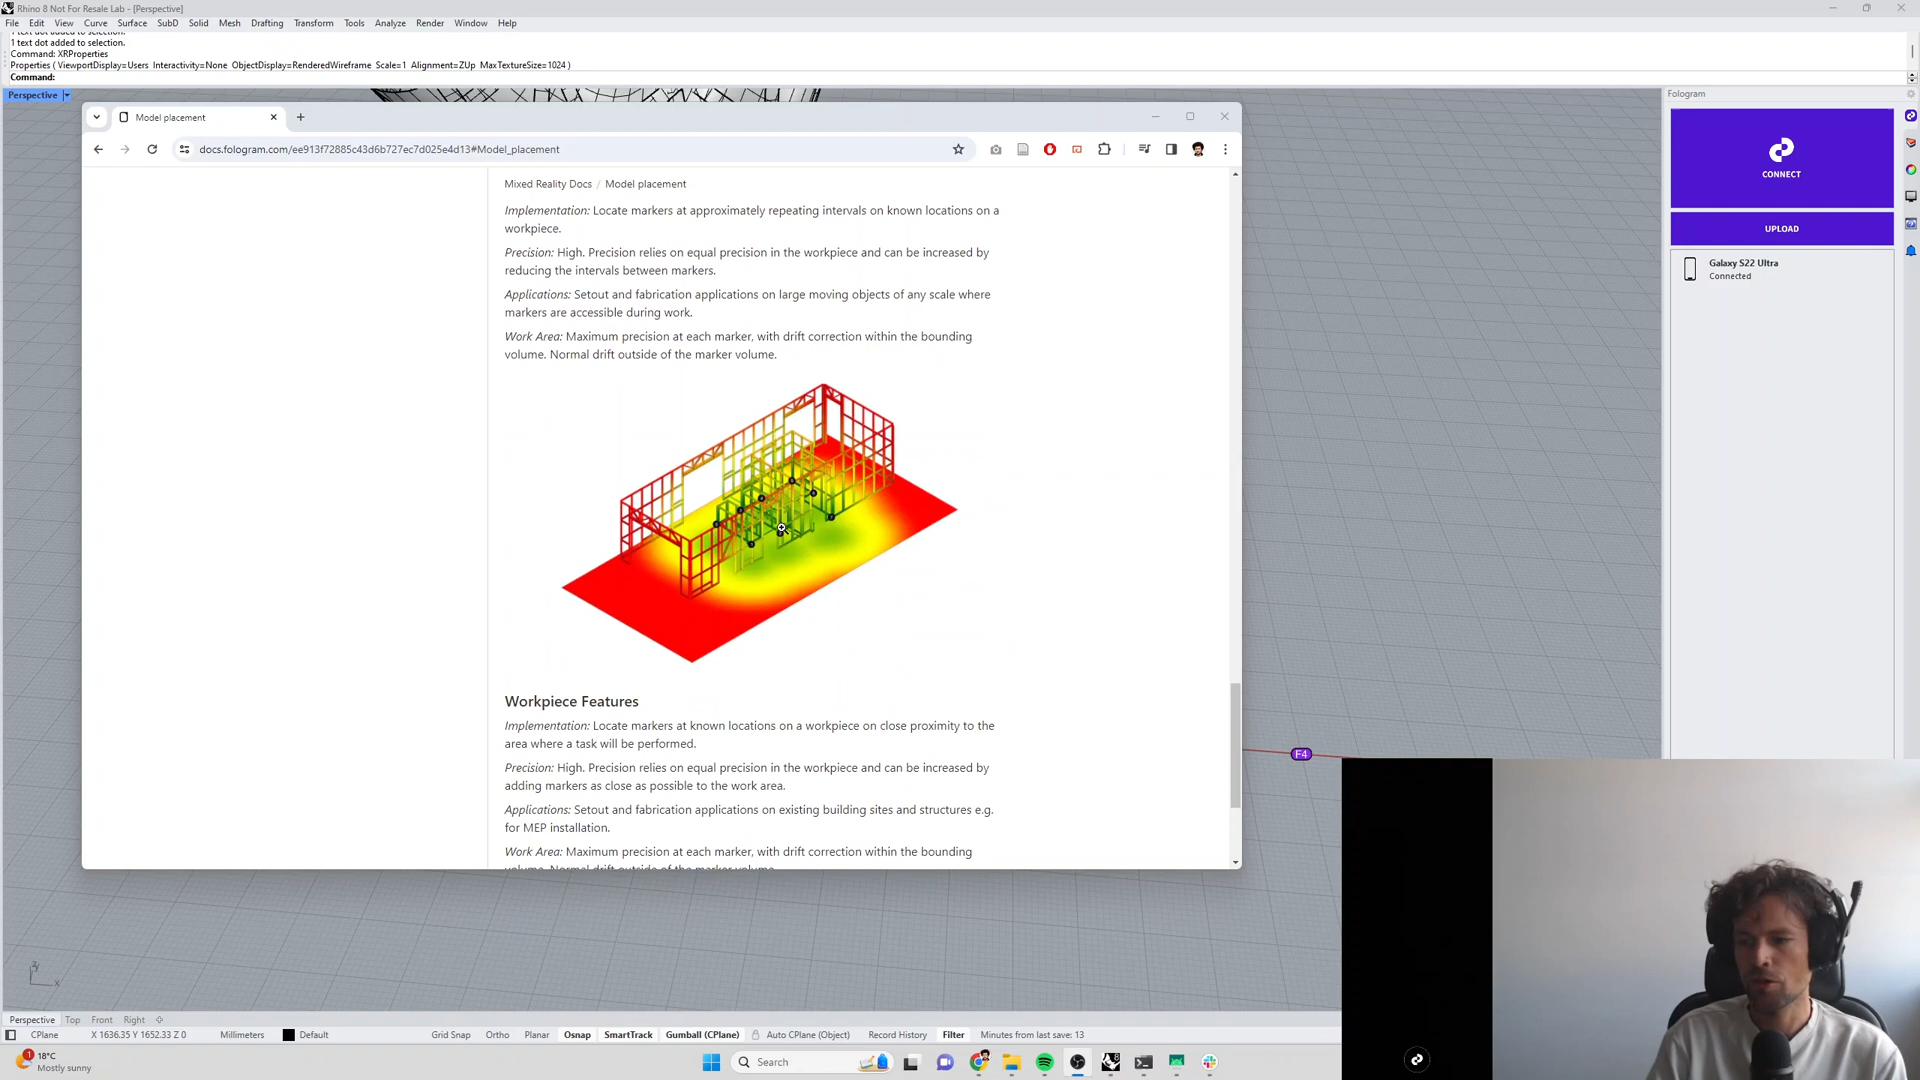 Rhino 8 Not For Resale Lab - [Perspective]
File Edit View Curve Surface SubD Solid Mesh Drafting Transform Tools Analyze Render Window Help
1 text dot added to selection.
Command: XRProperties
Properties ( ViewportDisplay=Users Interactivity=None ObjectDisplay=RenderedWireframe Scale=1 Alignment=ZUp MaxTextureSize=1024 )
Command:
Perspective
Fologram
Model placement
docs.fologram.com/ee913f72885c43d6b727ec7d025e4d13#Model_placement
CONNECT
UPLOAD
Galaxy S22 Ultra
Connected
Mixed Reality Docs / Model placement
Implementation: Locate markers at approximately repeating intervals on known locations on a
workpiece.
Precision: High. Precision relies on equal precision in the workpiece and can be increased by
reducing the intervals between markers.
Applications: Setout and fabrication applications on large moving objects of any scale where
markers are accessible during work.
Work Area: Maximum precision at each marker, with drift correction within the bounding
volume. Normal drift outside of the marker volume.
Workpiece Features
Implementation: Locate markers at known locations on a workpiece on close proximity to the
area where a task will be performed.
Precision: High. Precision relies on equal precision in the workpiece and can be increased by
adding markers as close as possible to the work area.
Applications: Setout and fabrication applications on existing building sites and structures e.g.
for MEP installation.
Work Area: Maximum precision at each marker, with drift correction within the bounding
volume. Normal drift outside of the marker volume.
F4
z
y
x
Perspective Top Front Right
CPlane X 1636.35 Y 1652.33 Z 0 Millimeters Default Grid Snap Ortho Planar Osnap SmartTrack Gumball (CPlane) Auto CPlane (Object) Record History Filter Minutes from last save: 13
1
18°C
Mostly sunny
Search